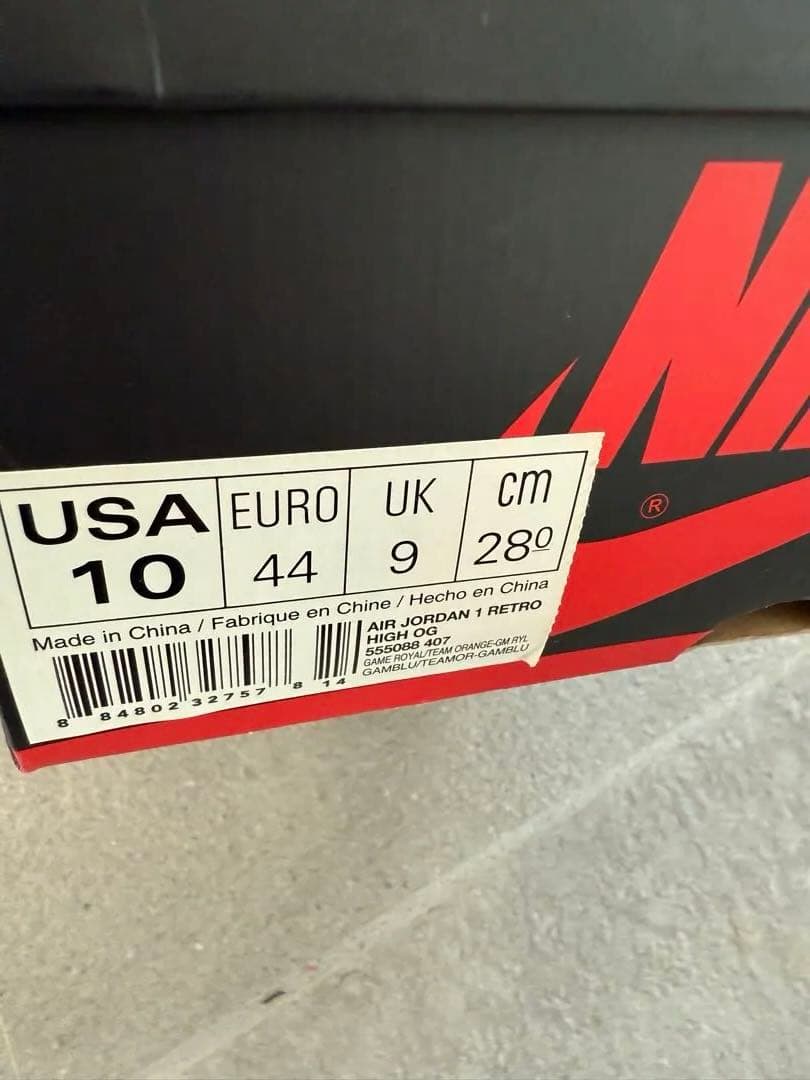 USA EURO UK cm
10 44 9 28⁰
Made in China / Fabrique en Chine / Hecho en China
AIR JORDAN 1 RETRO
HIGH OG
555088 407
GAME ROYAL/TEAM ORANGE-GM RYL
GAMBLU/TEAMOR-GAMBLU
8 84802 32757 8 14
®